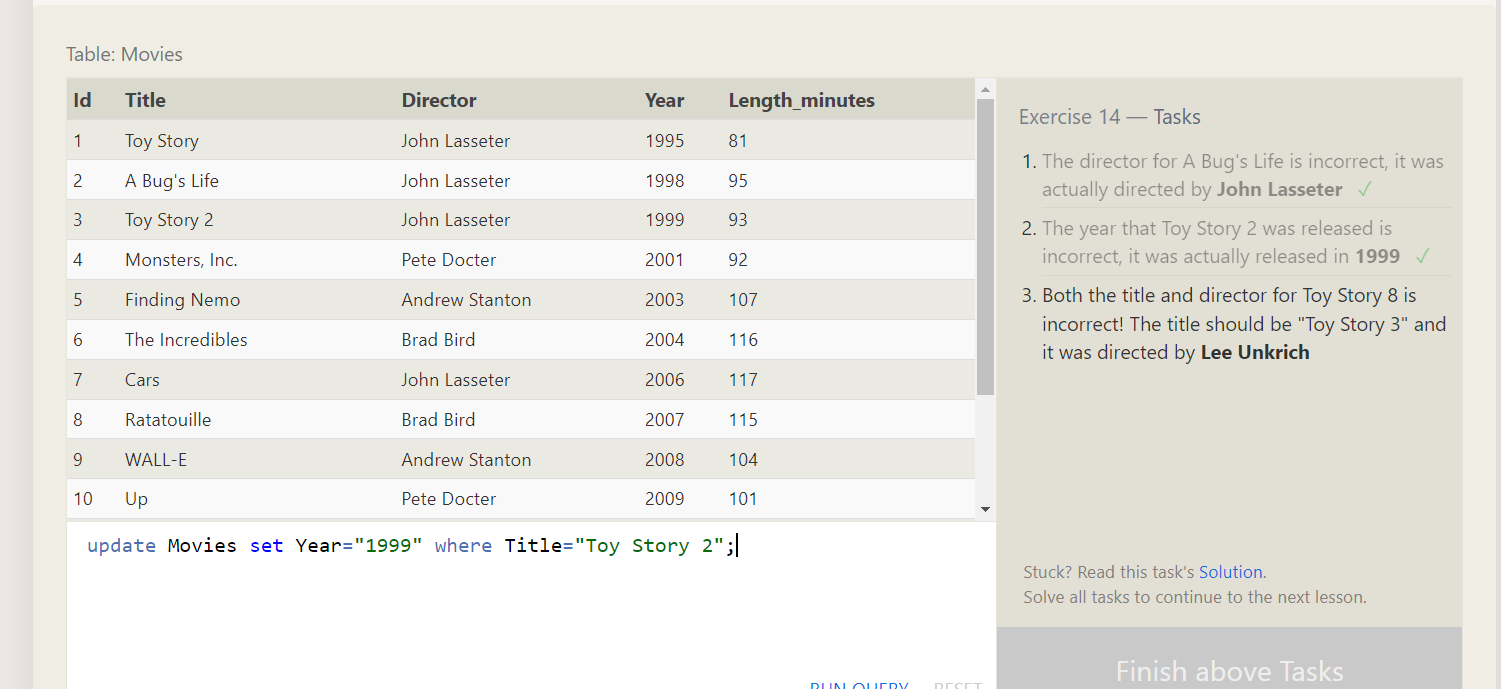 Table: Movies
Id Title Director Year Length_minutes
1 Toy Story John Lasseter 1995 81
2 A Bug's Life John Lasseter 1998 95
3 Toy Story 2 John Lasseter 1999 93
4 Monsters, Inc. Pete Docter 2001 92
5 Finding Nemo Andrew Stanton 2003 107
6 The Incredibles Brad Bird 2004 116
7 Cars John Lasseter 2006 117
8 Ratatouille Brad Bird 2007 115
9 WALL-E Andrew Stanton 2008 104
10 Up Pete Docter 2009 101
update Movies set Year="1999" where Title="Toy Story 2";
RUN QUERY RESET
Exercise 14 — Tasks
1. The director for A Bug's Life is incorrect, it was
actually directed by John Lasseter ✓
2. The year that Toy Story 2 was released is
incorrect, it was actually released in 1999 ✓
3. Both the title and director for Toy Story 8 is
incorrect! The title should be "Toy Story 3" and
it was directed by Lee Unkrich
Stuck? Read this task's Solution.
Solve all tasks to continue to the next lesson.
Finish above Tasks